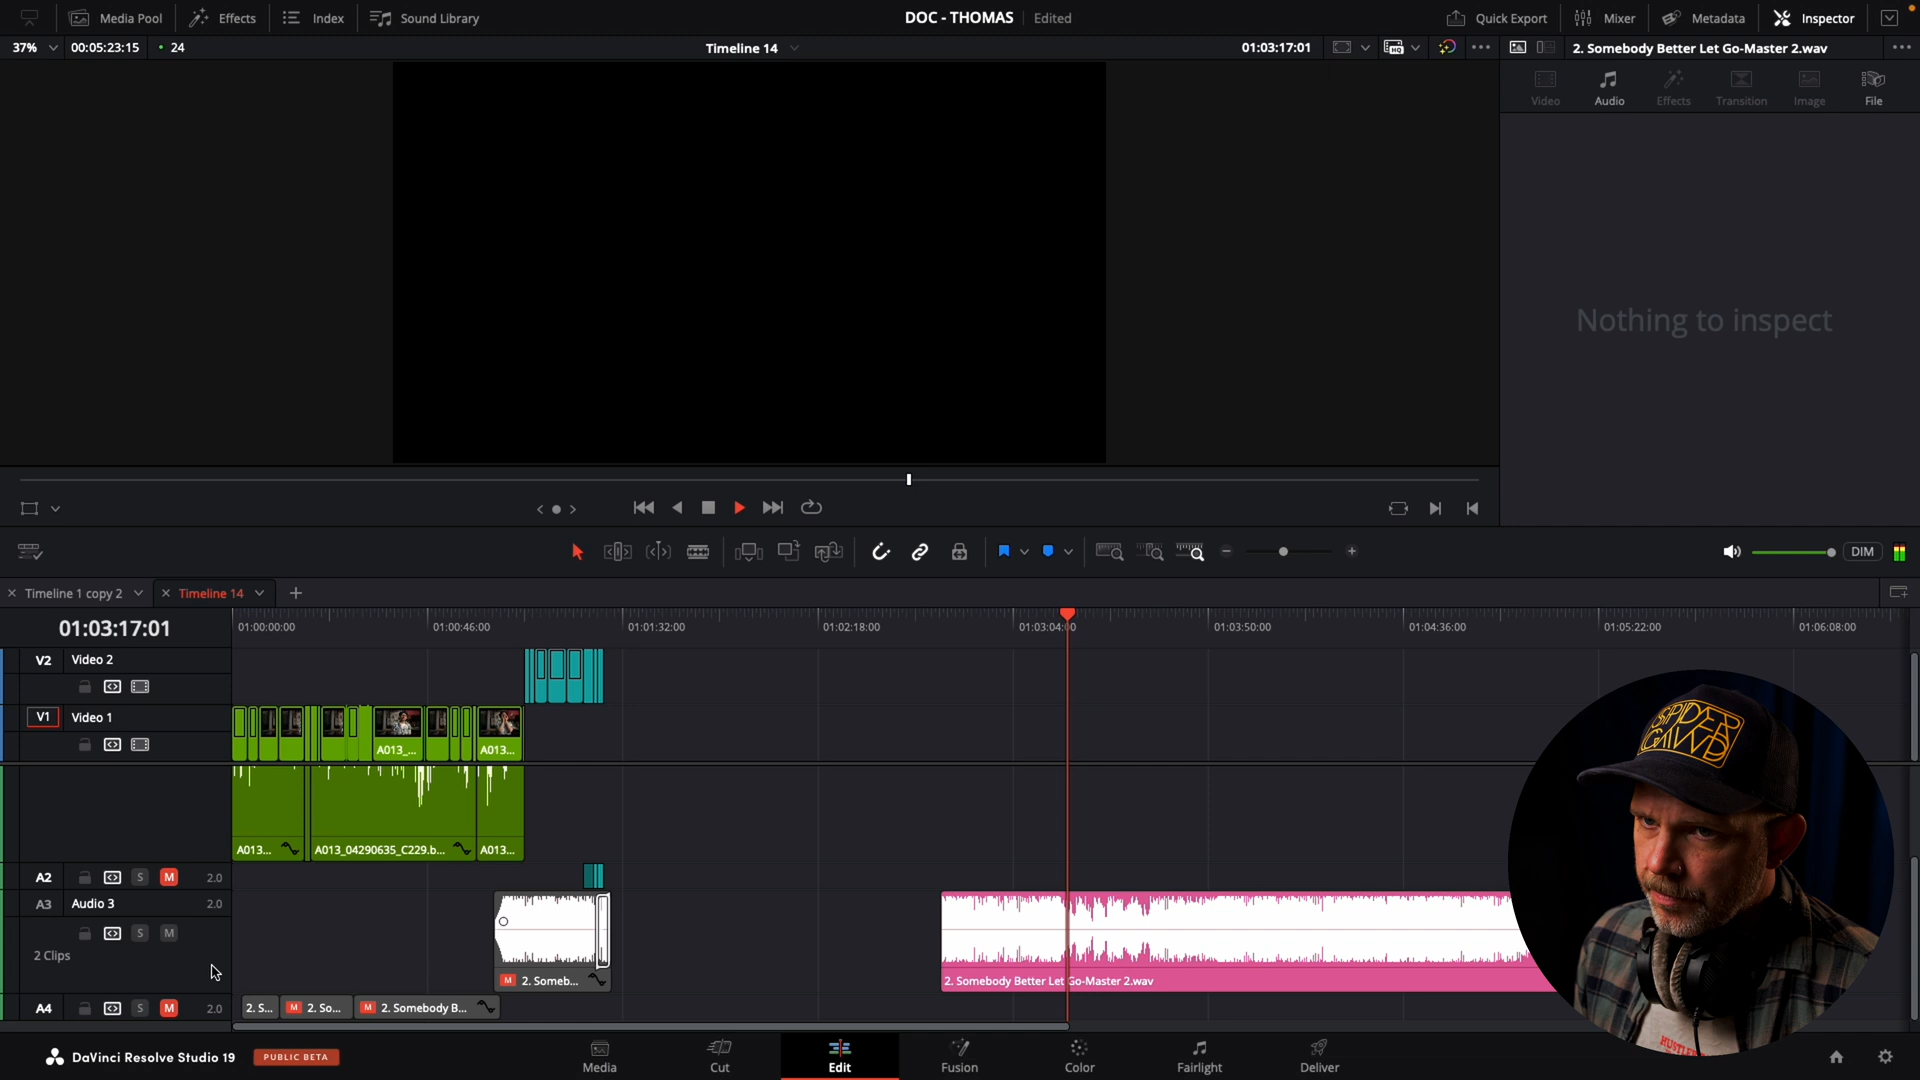 Media Pool
Effects
Index
Sound Library
DOC - THOMAS
Edited
Quick Export
Mixer
Metadata
Inspector
37%
00:05:23:15
24
Timeline 14
01:03:17:01
2. Somebody Better Let Go-Master 2.wav
Video
Audio
Effects
Transition
Image
File
Nothing to inspect
DIM
Timeline 1 copy 2
Timeline 14
01:03:17:01
01:00:00:00
01:00:46:00
01:01:32:00
01:02:18:00
01:03:04:00
01:03:50:00
01:04:36:00
01:05:22:00
01:06:08:00
V2
Video 2
V1
Video 1
A013_...
A013...
A013...
A013_04290635_C229.b...
A013...
A2
S
M
2.0
A3
Audio 3
2.0
S
M
2 Clips
M
2. Someb...
2. Somebody Better Let Go-Master 2.wav
A4
S
M
2.0
2. S...
M
2. So...
M
2. Somebody B...
SPIDER
GAWD
HUSTLE
DaVinci Resolve Studio 19
PUBLIC BETA
Media
Cut
Edit
Fusion
Color
Fairlight
Deliver